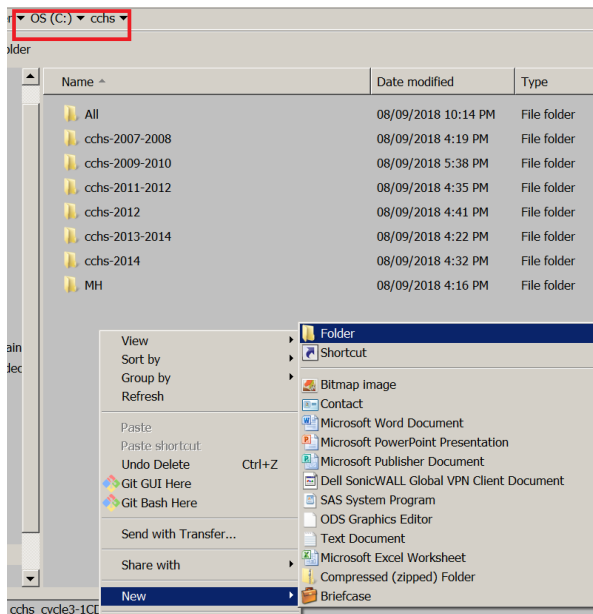 OS (C:) ▾ cchs ▾
older
Name Date modified Type
All 08/09/2018 10:14 PM File folder
cchs-2007-2008 08/09/2018 4:19 PM File folder
cchs-2009-2010 08/09/2018 5:38 PM File folder
cchs-2011-2012 08/09/2018 4:35 PM File folder
cchs-2012 08/09/2018 4:41 PM File folder
cchs-2013-2014 08/09/2018 4:22 PM File folder
cchs-2014 08/09/2018 4:32 PM File folder
MH 08/09/2018 4:16 PM File folder
View
Sort by
Group by
Refresh
Paste
Paste shortcut
Undo Delete Ctrl+Z
Git GUI Here
Git Bash Here
Send with Transfer...
Share with
New
Folder
Shortcut
Bitmap image
Contact
Microsoft Word Document
Microsoft PowerPoint Presentation
Microsoft Publisher Document
Dell SonicWALL Global VPN Client Document
SAS System Program
ODS Graphics Editor
Text Document
Microsoft Excel Worksheet
Compressed (zipped) Folder
Briefcase